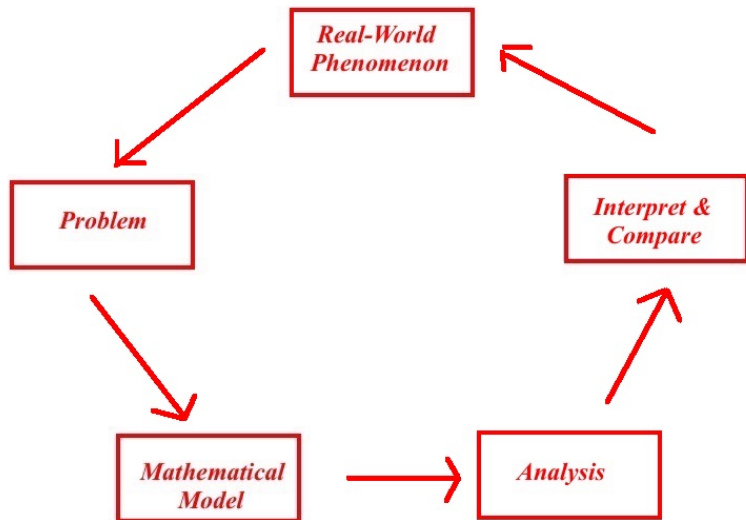 Real-World
Phenomenon
Problem
Interpret &
Compare
Mathematical
Model
Analysis